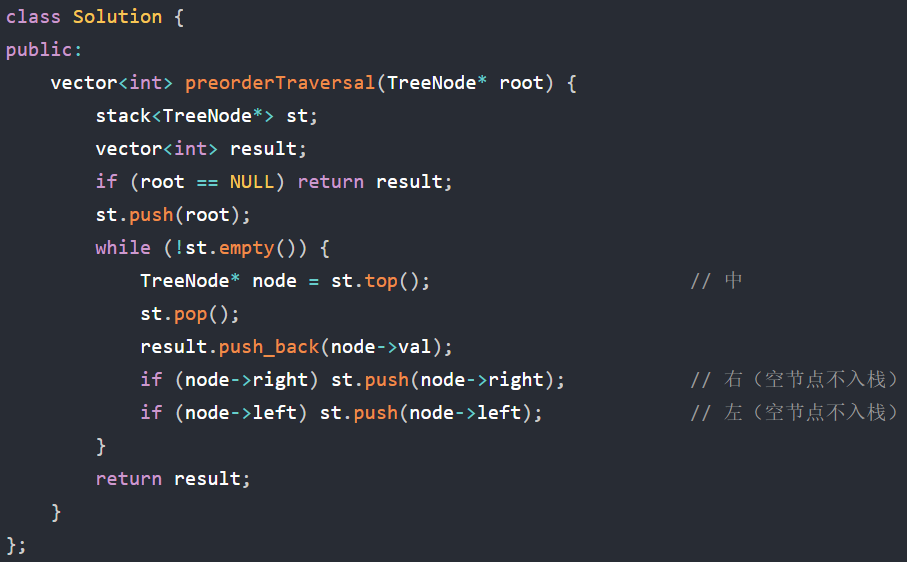 class Solution {
public:
    vector<int> preorderTraversal(TreeNode* root) {
        stack<TreeNode*> st;
        vector<int> result;
        if (root == NULL) return result;
        st.push(root);
        while (!st.empty()) {
            TreeNode* node = st.top();                       // 中
            st.pop();
            result.push_back(node->val);
            if (node->right) st.push(node->right);           // 右（空节点不入栈）
            if (node->left) st.push(node->left);             // 左（空节点不入栈）
        }
        return result;
    }
};